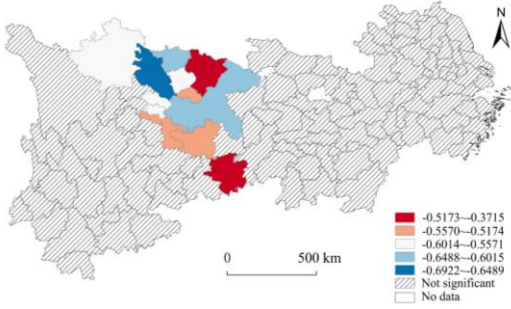 N
-0.5173~-0.3715
-0.5570~-0.5174
-0.6014~-0.5571
-0.6488~-0.6015
-0.6922~-0.6489
Not significant
No data
0 500 km